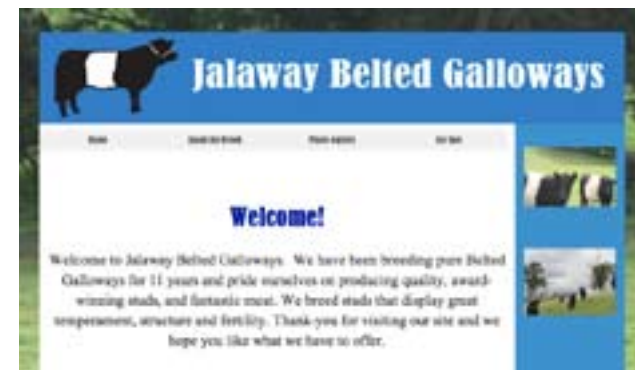 Jalaway Belted Galloways
Home
Welcome!
Welcome to Jalaway Belted Galloways. We have been breeding pure Belted
Galloways for 11 years and pride ourselves on producing quality, award-
winning studs, and fantastic meat. We breed studs that display great
temperament, structure and fertility. Thank you for visiting our site and we
hope you like what we have to offer.